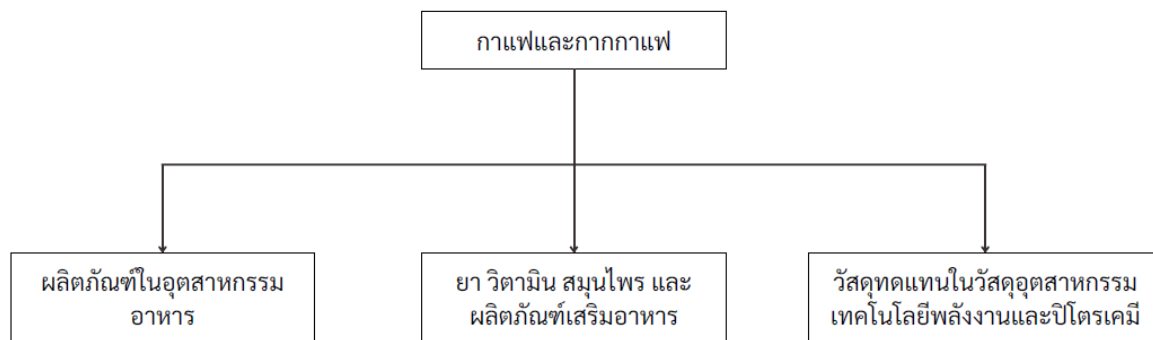 กาแฟและกากกาแฟ
ผลิตภัณฑ์ในอุตสาหกรรม
อาหาร
ยา วิตามิน สมุนไพร และ
ผลิตภัณฑ์เสริมอาหาร
วัสดุทดแทนในวัสดุอุตสาหกรรม
เทคโนโลยีพลังงานและปิโตรเคมี